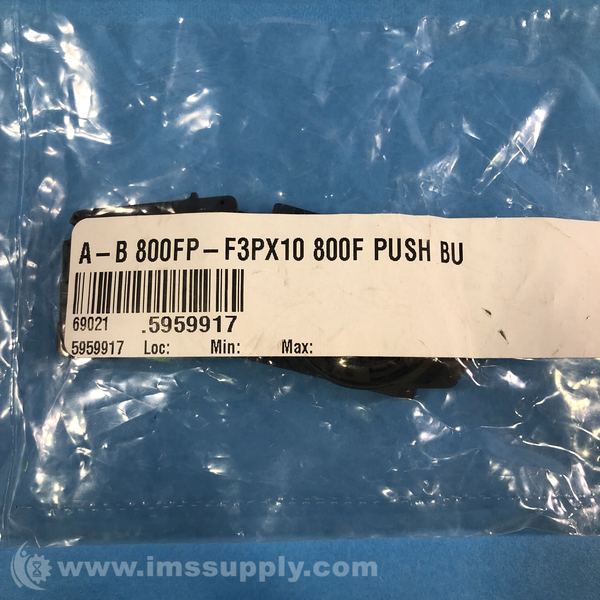 A-B 800FP-F3PX10 800F PUSH BU
69021 .5959917
5959917 Loc: Min: Max:
www.imssupply.com